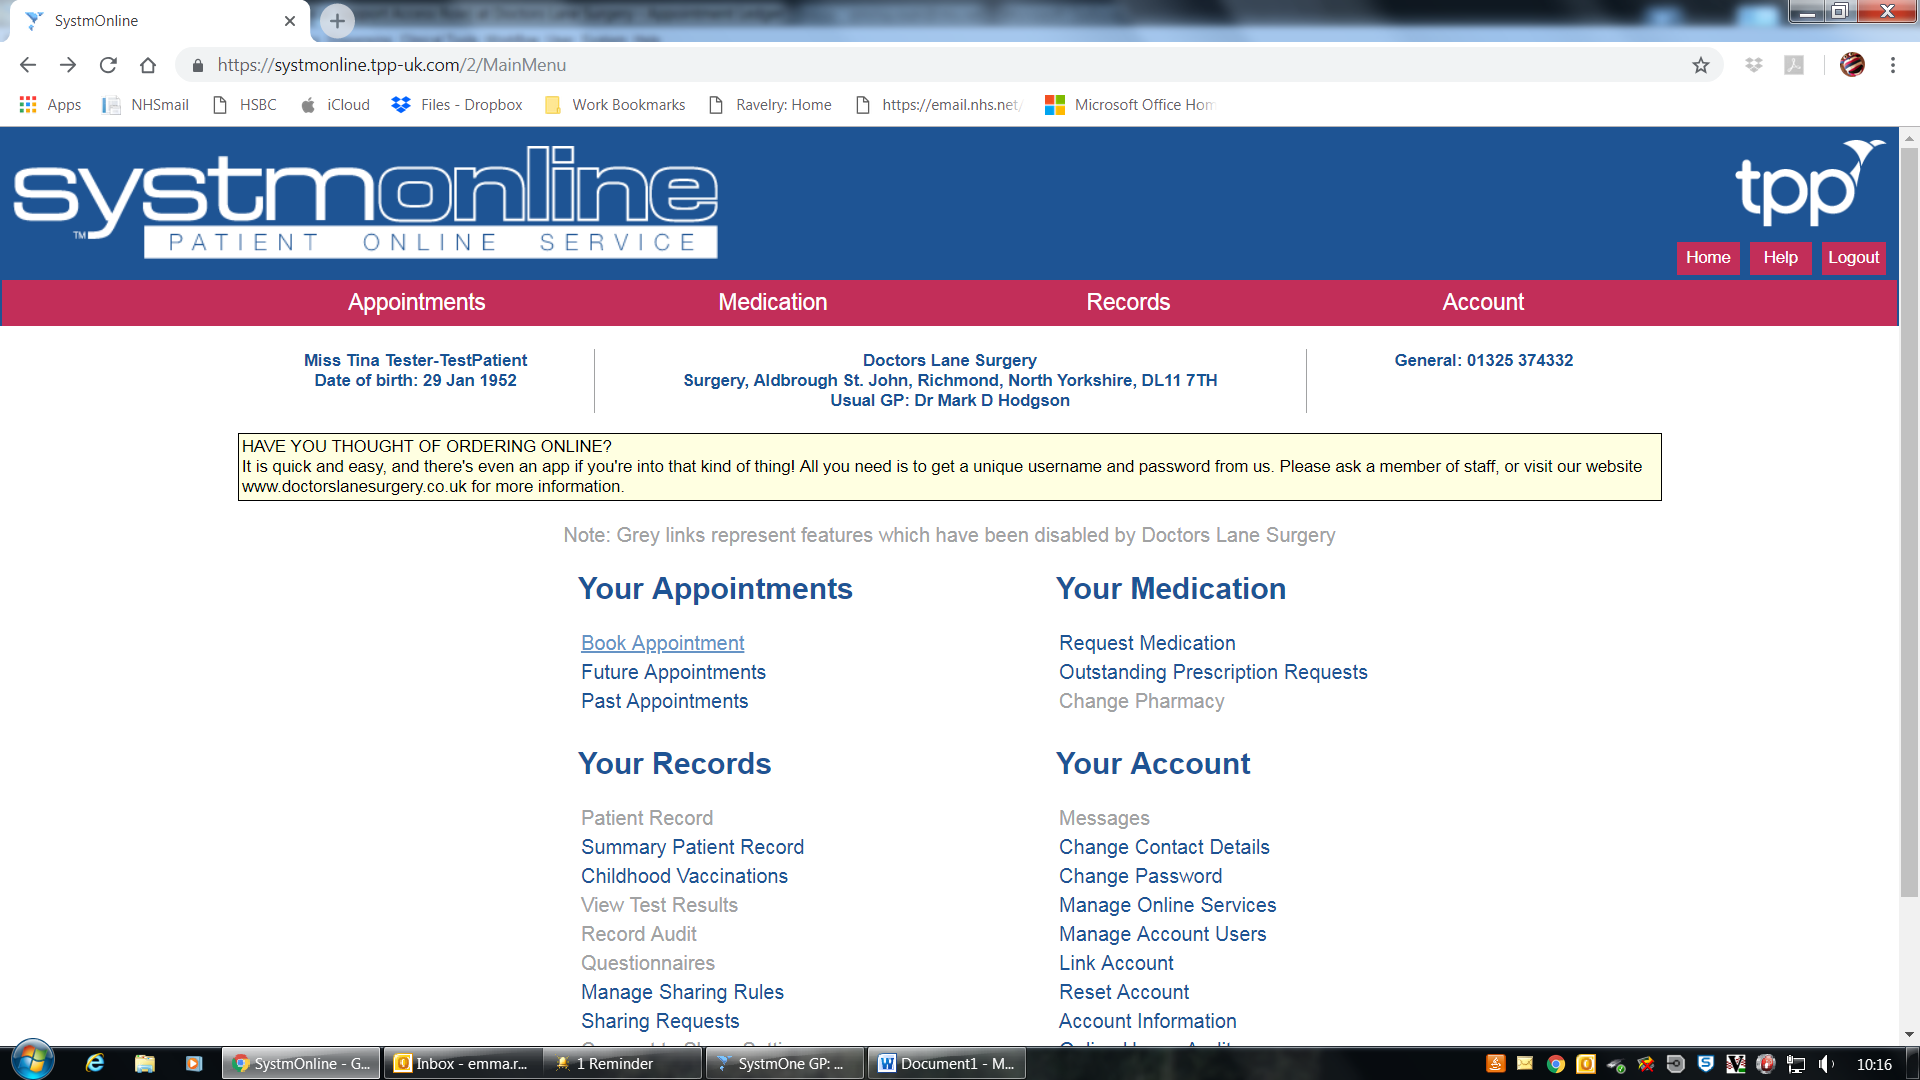 SystmOnline
https://systmonline.tpp-uk.com/2/MainMenu
Apps NHSmail HSBC iCloud Files - Dropbox Work Bookmarks Ravelry: Home https://email.nhs.net/ Microsoft Office Hom
systmonline
TM
PATIENT ONLINE SERVICE
tpp
Home Help Logout
Appointments Medication Records Account
Miss Tina Tester-TestPatient
Date of birth: 29 Jan 1952
Doctors Lane Surgery
Surgery, Aldbrough St. John, Richmond, North Yorkshire, DL11 7TH
Usual GP: Dr Mark D Hodgson
General: 01325 374332
HAVE YOU THOUGHT OF ORDERING ONLINE?
It is quick and easy, and there's even an app if you're into that kind of thing! All you need is to get a unique username and password from us. Please ask a member of staff, or visit our website
www.doctorslanesurgery.co.uk for more information.
Note: Grey links represent features which have been disabled by Doctors Lane Surgery
Your Appointments
Book Appointment
Future Appointments
Past Appointments
Your Medication
Request Medication
Outstanding Prescription Requests
Change Pharmacy
Your Records
Patient Record
Summary Patient Record
Childhood Vaccinations
View Test Results
Record Audit
Questionnaires
Manage Sharing Rules
Sharing Requests
Your Account
Messages
Change Contact Details
Change Password
Manage Online Services
Manage Account Users
Link Account
Reset Account
Account Information
SystmOnline - G... Inbox - emma.r... 1 Reminder SystmOne GP: ... Document1 - M... 10:16